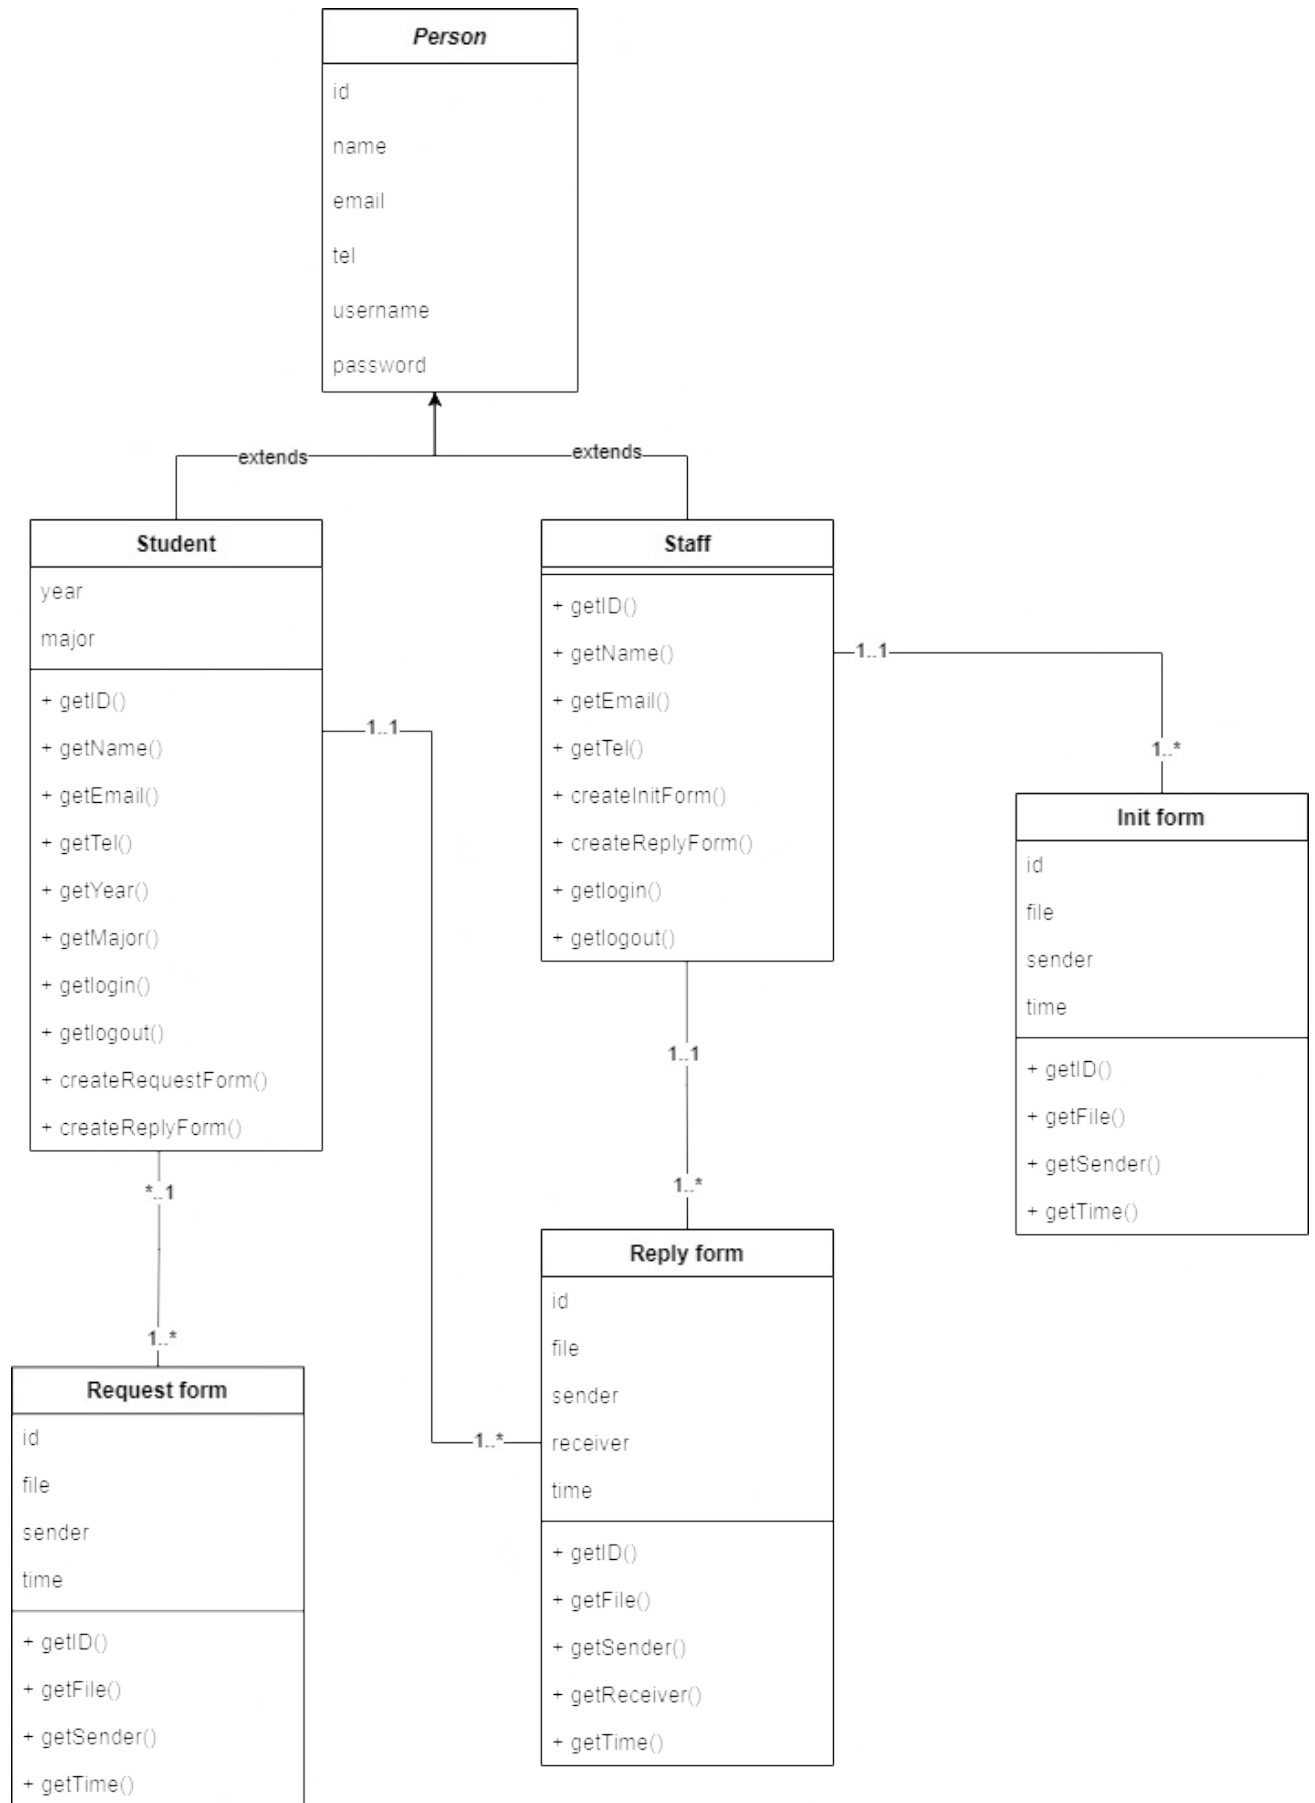 Person
id
name
email
tel
username
password
extends
extends
Student
year
major
+ getID()
+ getName()
+ getEmail()
+ getTel()
+ getYear()
+ getMajor()
+ getlogin()
+ getlogout()
+ createRequestForm()
+ createReplyForm()
Staff
+ getID()
+ getName()
+ getEmail()
+ getTel()
+ createInitForm()
+ createReplyForm()
+ getlogin()
+ getlogout()
1..1
1..*
1..1
Init form
id
file
sender
time
+ getID()
+ getFile()
+ getSender()
+ getTime()
1..1
1..*
*..1
1..*
1..*
Request form
id
file
sender
time
+ getID()
+ getFile()
+ getSender()
+ getTime()
Reply form
id
file
sender
receiver
time
+ getID()
+ getFile()
+ getSender()
+ getReceiver()
+ getTime()